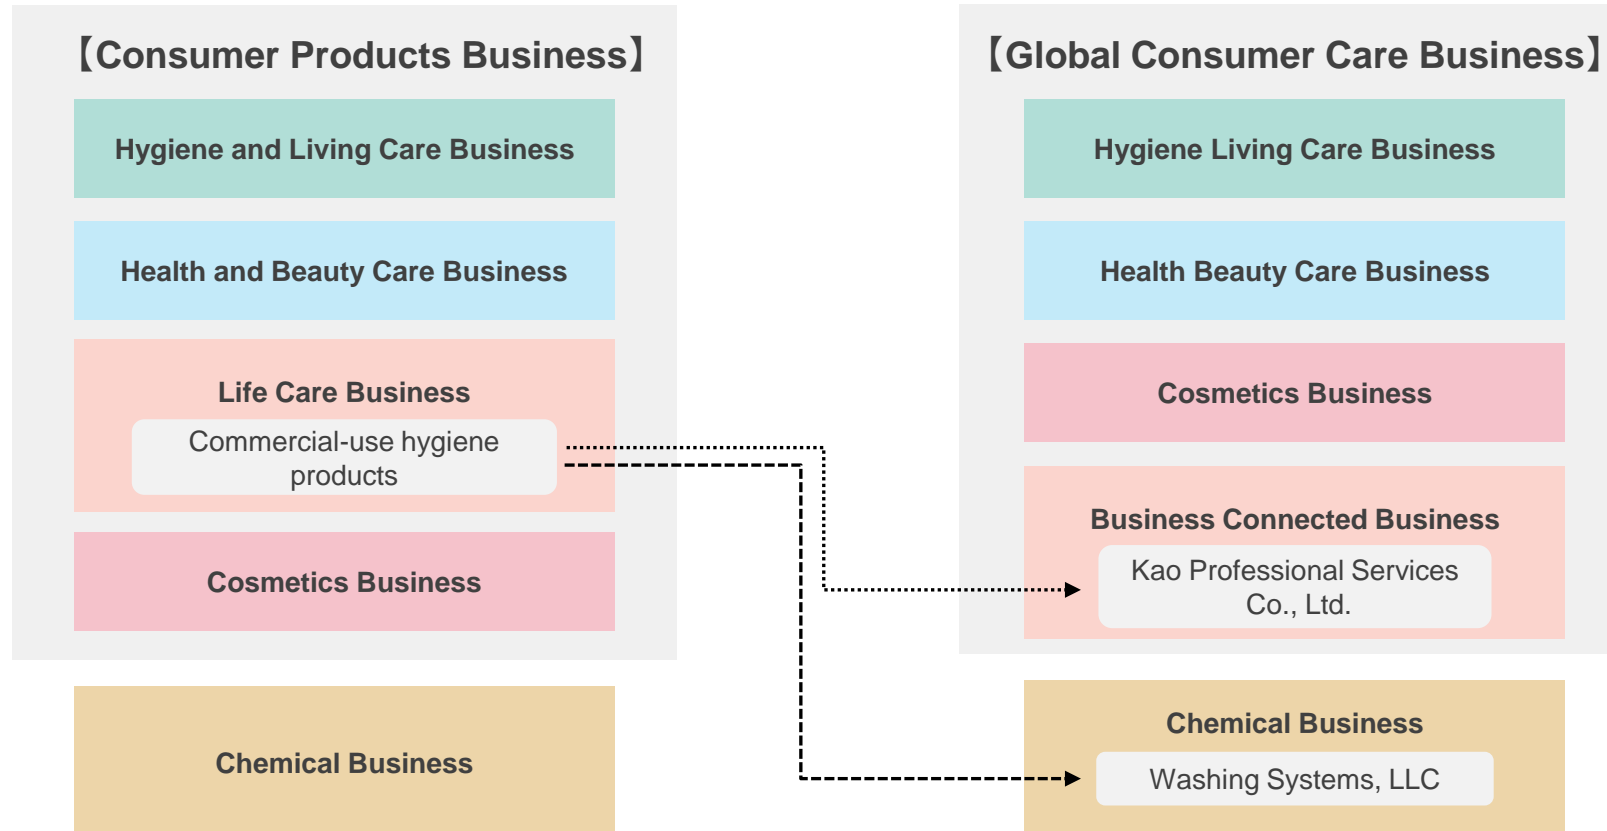 【Consumer Products Business】
Hygiene and Living Care Business
Health and Beauty Care Business
Life Care Business
Commercial-use hygiene
products
Cosmetics Business
Chemical Business
【Global Consumer Care Business】
Hygiene Living Care Business
Health Beauty Care Business
Cosmetics Business
Business Connected Business
Kao Professional Services
Co., Ltd.
Chemical Business
Washing Systems, LLC